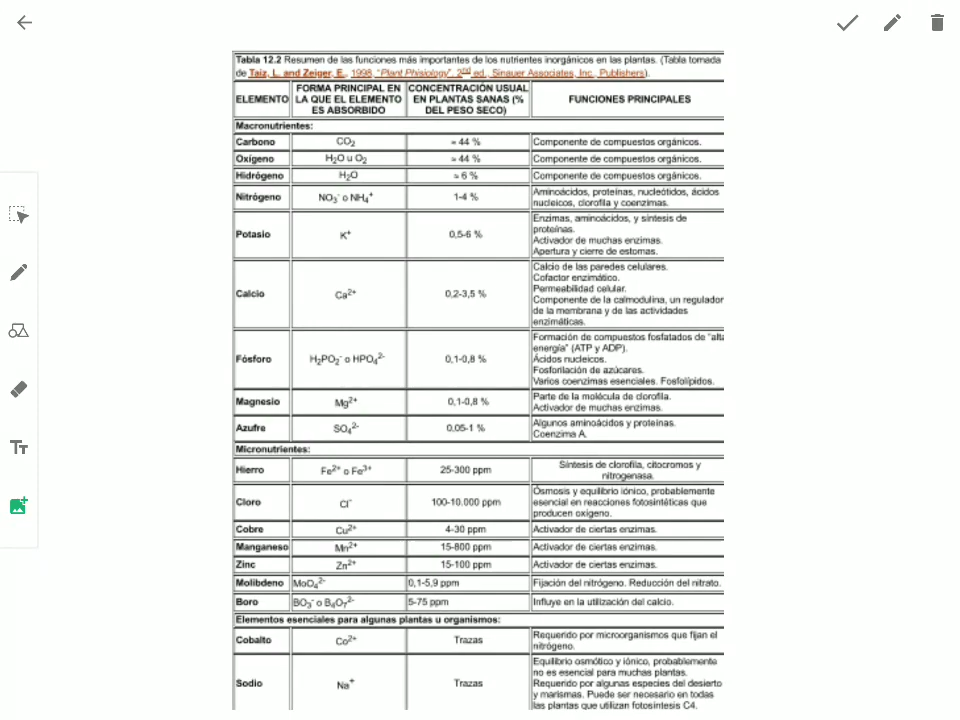 Tabla 12.2 Resumen de las funciones más importantes de los nutrientes inorgánicos en las plantas. (Tabla tomada
de Taiz, L. and Zeiger, E., 1998, "Plant Phisiology", 2nd ed., Sinauer Associates, Inc., Publishers).
ELEMENTO
FORMA PRINCIPAL EN
LA QUE EL ELEMENTO
ES ABSORBIDO
CONCENTRACIÓN USUAL
EN PLANTAS SANAS (%
DEL PESO SECO)
FUNCIONES PRINCIPALES
Macronutrientes:
Carbono CO2 ≈ 44 % Componente de compuestos orgánicos.
Oxígeno H2O u O2 ≈ 44 % Componente de compuestos orgánicos.
Hidrógeno H2O ≈ 6 % Componente de compuestos orgánicos.
Nitrógeno NO3- o NH4+ 1-4 % Aminoácidos, proteínas, nucleótidos, ácidos
nucleicos, clorofila y coenzimas.
Potasio K+ 0,5-6 % Enzimas, aminoácidos, y síntesis de
proteínas.
Activador de muchas enzimas.
Apertura y cierre de estomas.
Calcio Ca2+ 0,2-3,5 % Calcio de las paredes celulares.
Cofactor enzimático.
Permeabilidad celular.
Componente de la calmodulina, un regulador
de la membrana y de las actividades
enzimáticas.
Fósforo H2PO2- o HPO42- 0,1-0,8 % Formación de compuestos fosfatados de "alta
energía" (ATP y ADP).
Ácidos nucleicos.
Fosforilación de azúcares.
Varios coenzimas esenciales. Fosfolípidos.
Magnesio Mg2+ 0,1-0,8 % Parte de la molécula de clorofila.
Activador de muchas enzimas.
Azufre SO42- 0,05-1 % Algunos aminoácidos y proteínas.
Coenzima A.
Micronutrientes:
Hierro Fe2+ o Fe3+ 25-300 ppm Síntesis de clorofila, citocromos y
nitrogenasa.
Cloro Cl- 100-10.000 ppm Ósmosis y equilibrio iónico, probablemente
esencial en reacciones fotosintéticas que
producen oxígeno.
Cobre Cu2+ 4-30 ppm Activador de ciertas enzimas.
Manganeso Mn2+ 15-800 ppm Activador de ciertas enzimas.
Zinc Zn2+ 15-100 ppm Activador de ciertas enzimas.
Molibdeno MoO42- 0,1-5,9 ppm Fijación del nitrógeno. Reducción del nitrato.
Boro BO3- o B4O72- 5-75 ppm Influye en la utilización del calcio.
Elementos esenciales para algunas plantas u organismos:
Cobalto Co2+ Trazas Requerido por microorganismos que fijan el
nitrógeno.
Sodio Na+ Trazas Equilibrio osmótico y iónico, probablemente
no es esencial para muchas plantas.
Requerido por algunas especies del desierto
y marismas. Puede ser necesario en todas
las plantas que utilizan fotosíntesis C4.
Tт